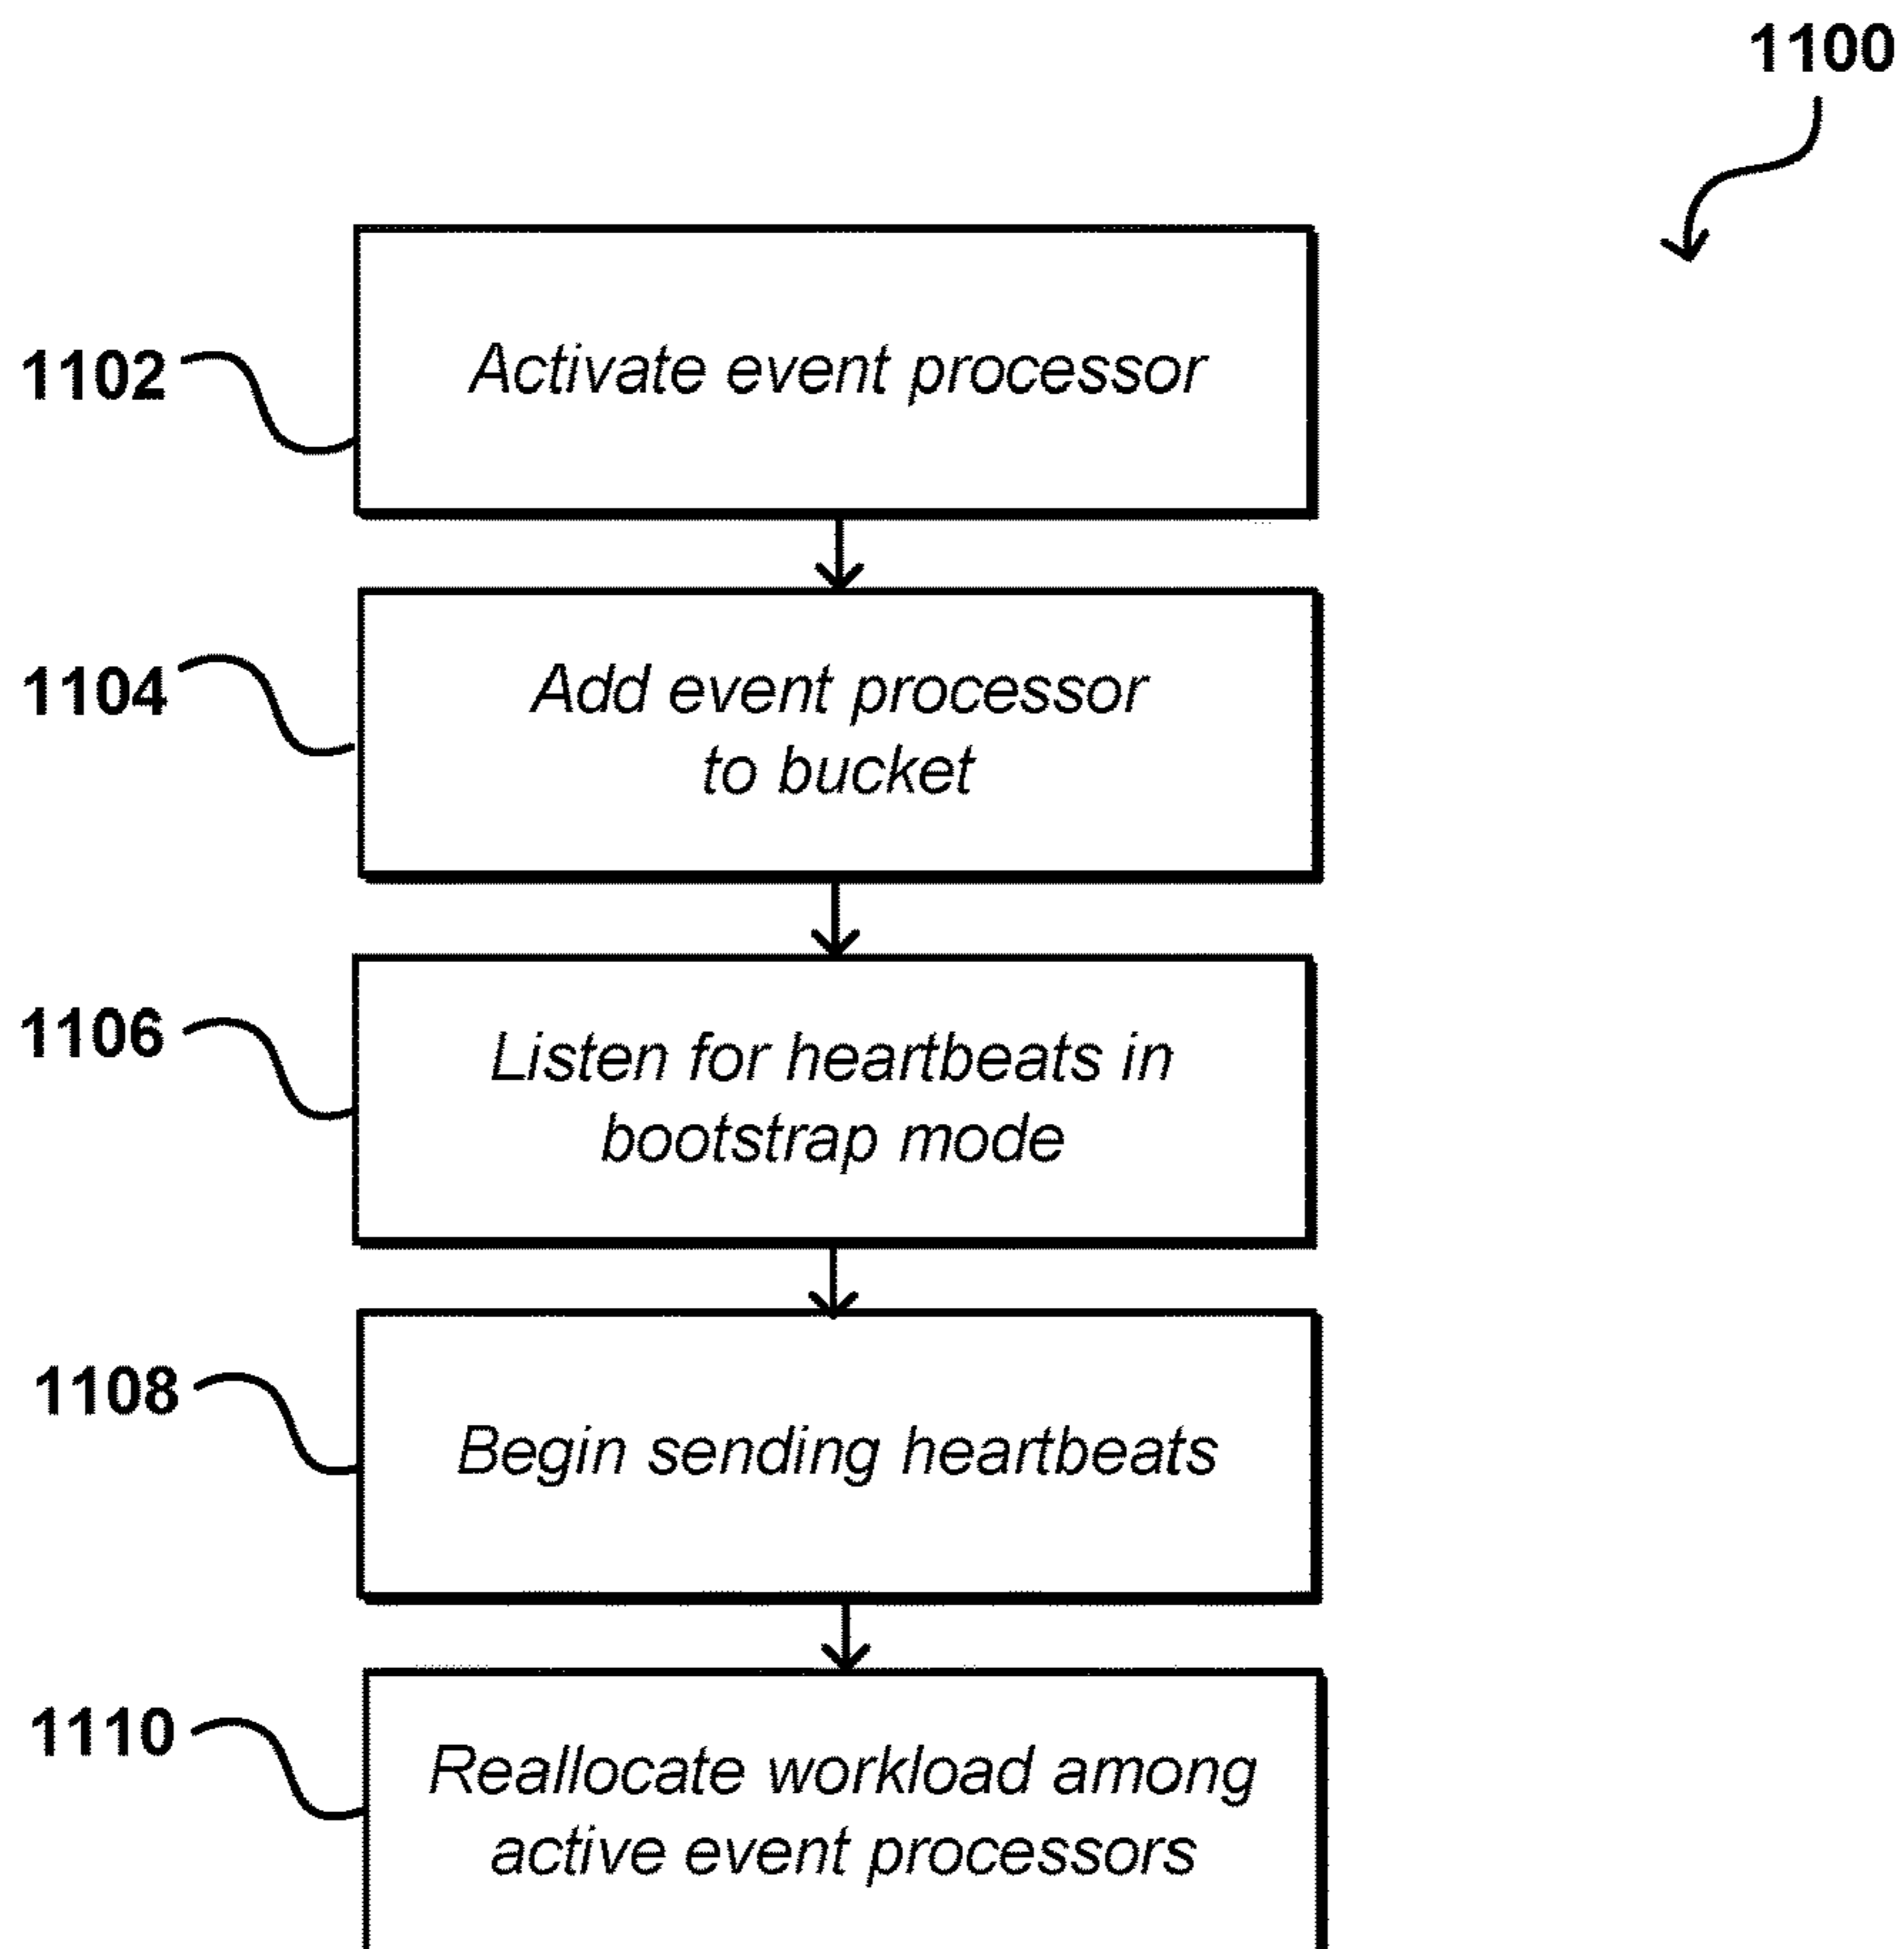 1100
1102
Activate event processor
1104
Add event processor
to bucket
1106
Listen for heartbeats in
bootstrap mode
1108
Begin sending heartbeats
1110
Reallocate workload among
active event processors